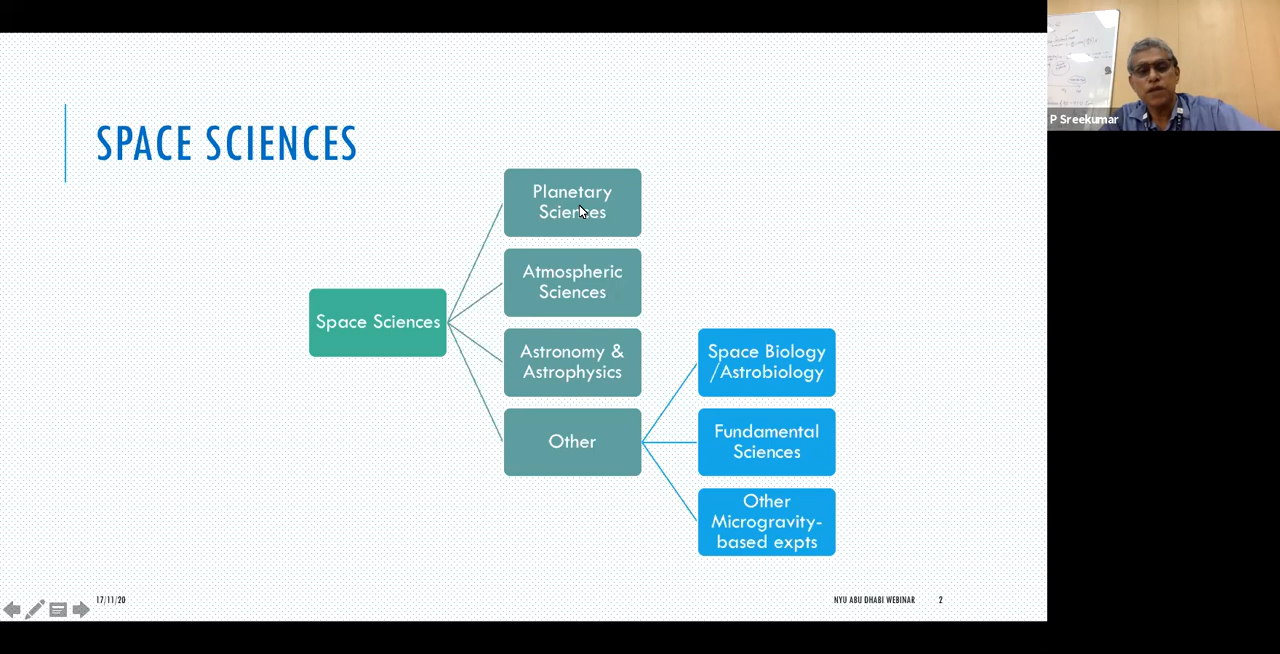 SPACE SCIENCES
Planetary
Sciences
Atmospheric
Sciences
Space Sciences
Astronomy &
Astrophysics
Other
Space Biology
/Astrobiology
Fundamental
Sciences
Other
Microgravity-
based expts
17/11/20
NYU ABU DHABI WEBINAR
2
P Sreekumar